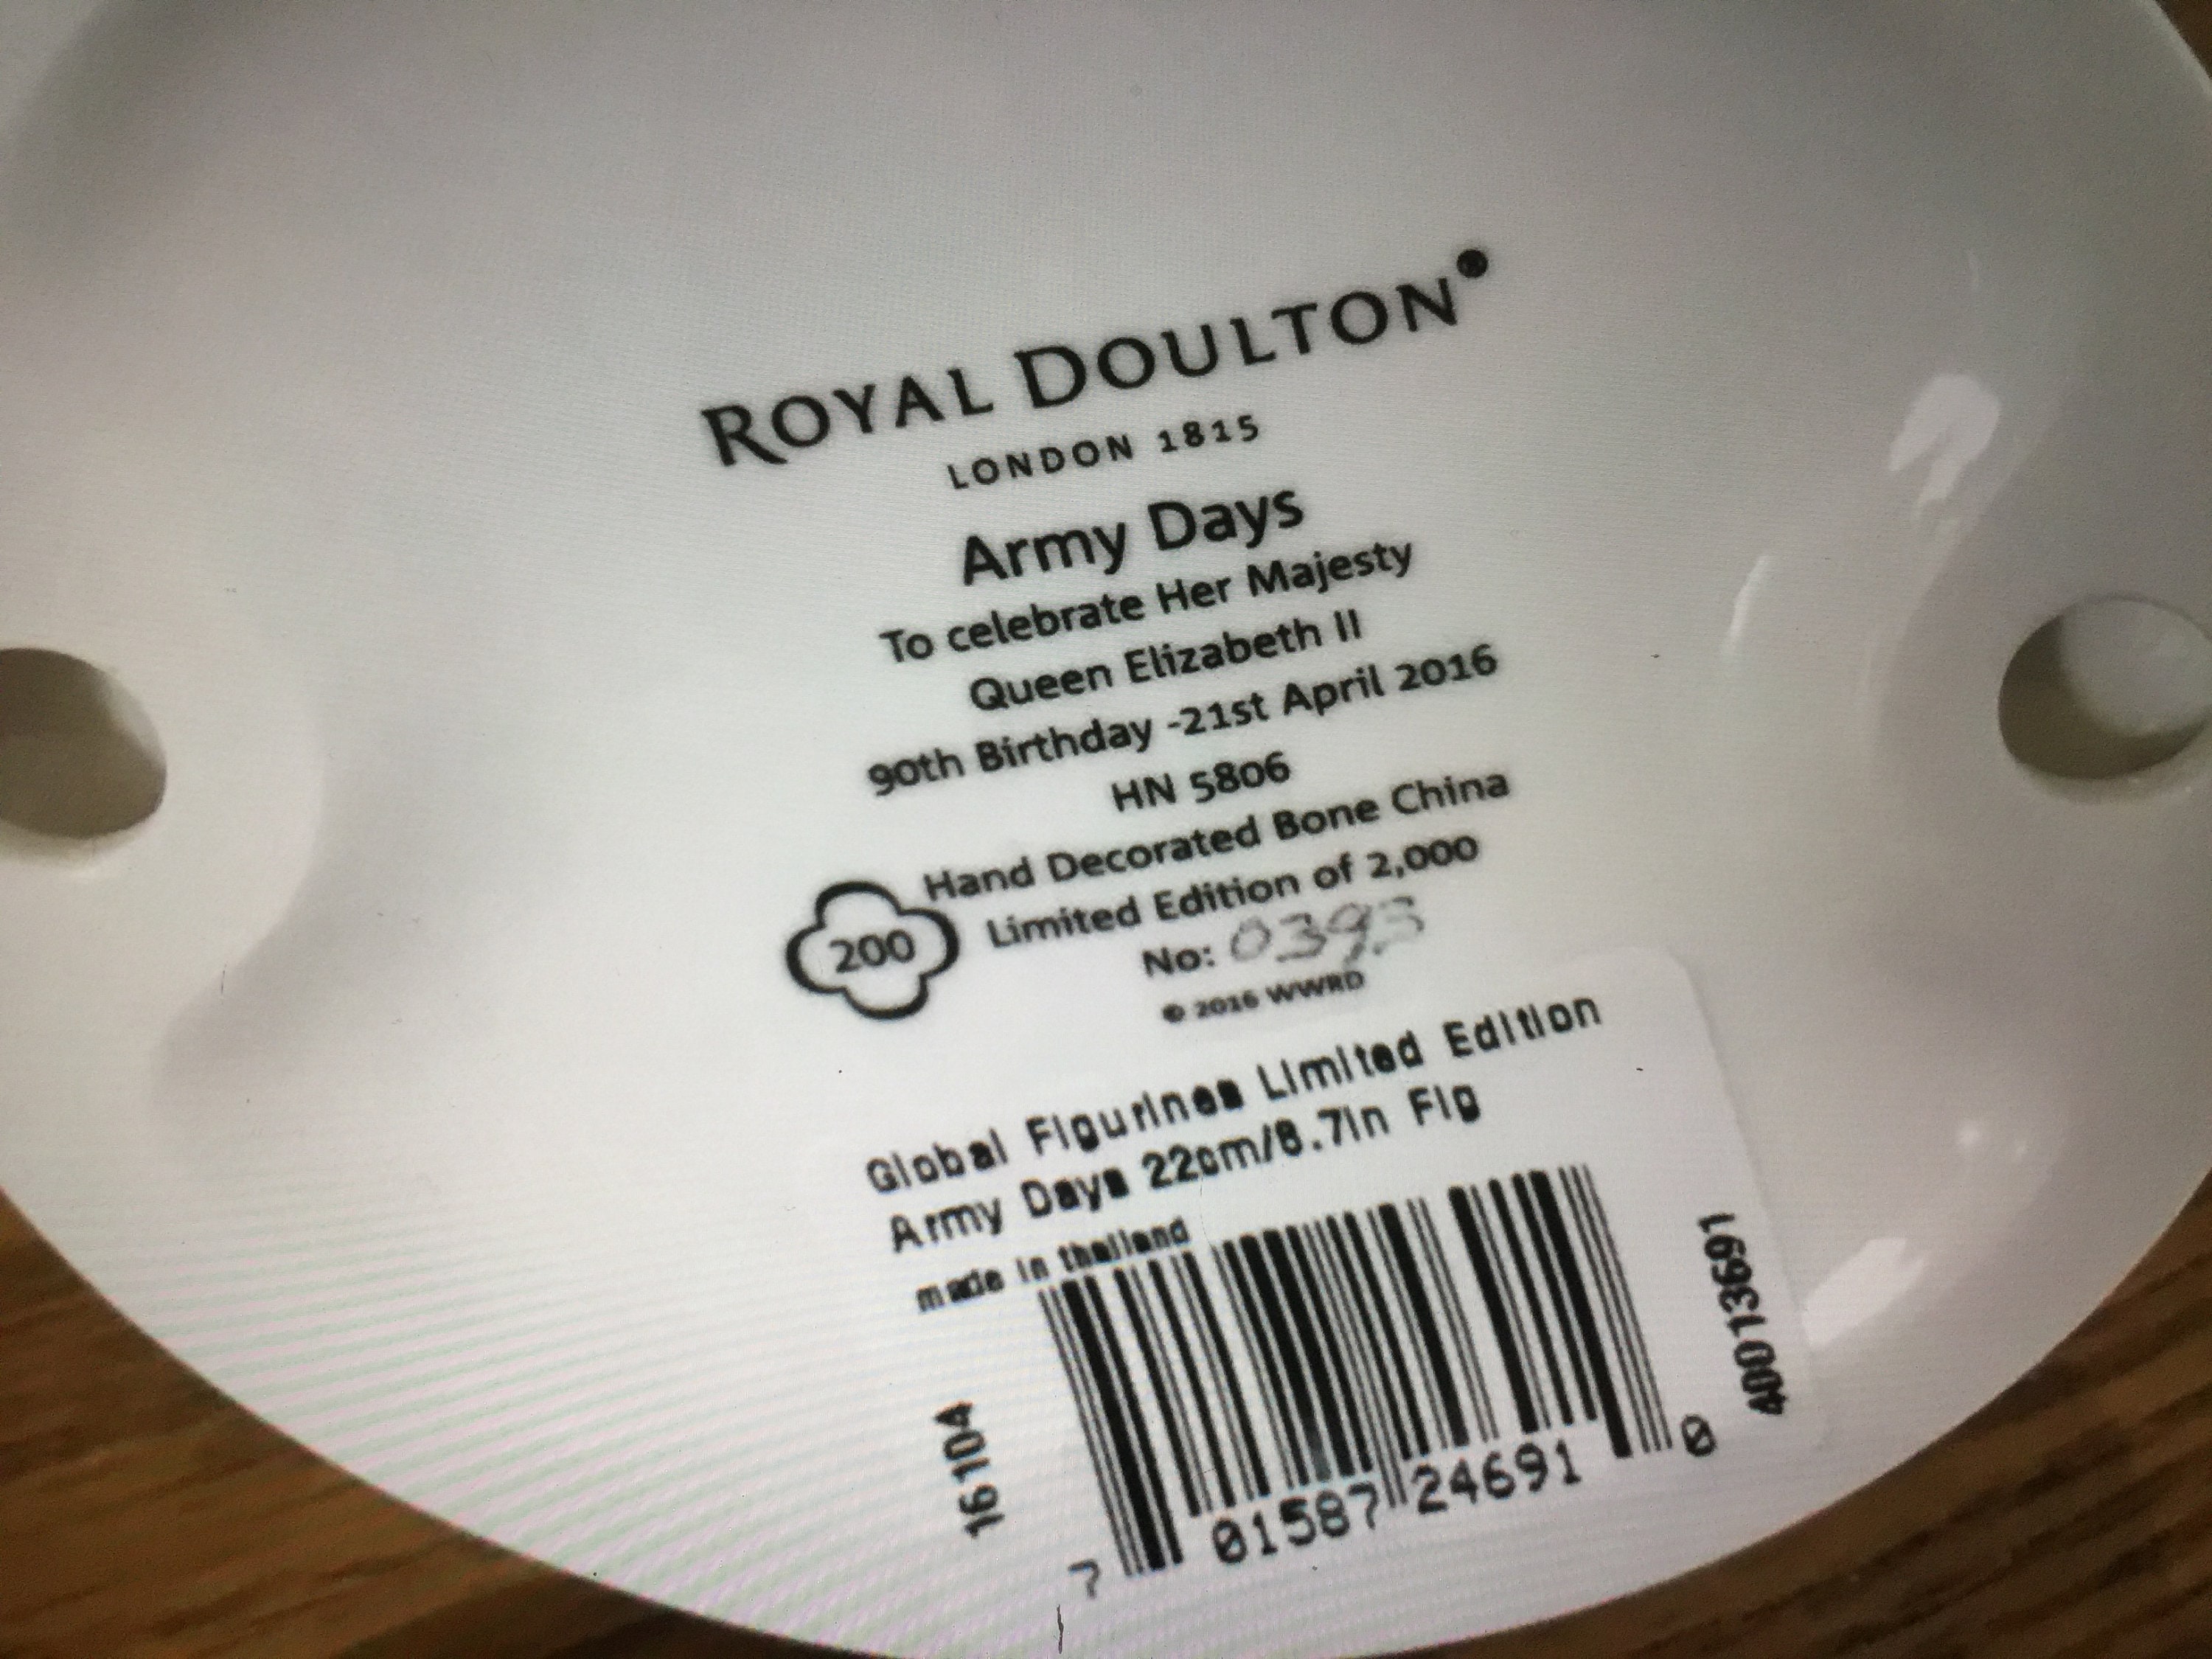 ROYAL DOULTON®
LONDON 1815
Army Days
To celebrate Her Majesty
Queen Elizabeth II
90th Birthday -21st April 2016
HN 5806
Hand Decorated Bone China
200
Limited Edition of 2,000
No: 0393
© 2016 WWRD
Global Figurines Limited Edition
Army Days 22cm/8.7in Fig
made in thailand
16104
40013691
7 01587 24691 0